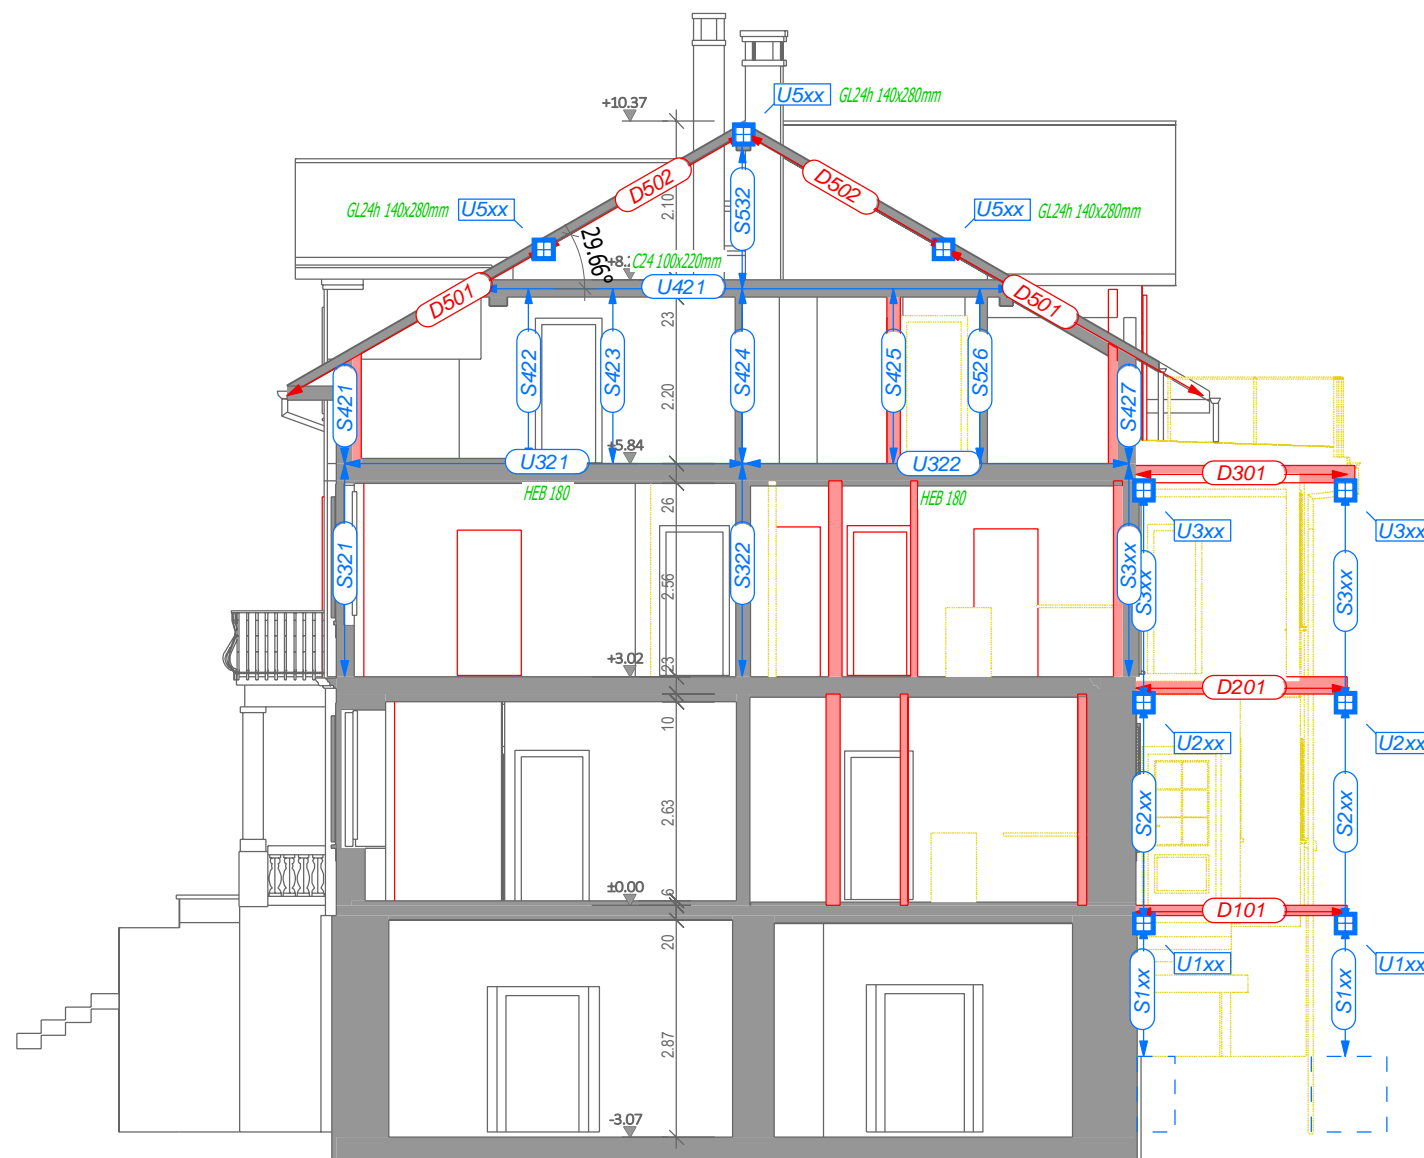 U5xx GL24h 140x280mm
+10.37
D502
D502
2.10
S532
GL24h 140x280mm U5xx
U5xx GL24h 140x280mm
29.66°
C24 100x220mm
U421
D501
D501
23
S422
S423
S424
S425
S526
2.20
S421
S427
+5.84
U321
U322
D301
HEB 180
HEB 180
26
U3xx
U3xx
S321
2.56
S322
S3xx
S3xx
S3xx
+3.02
23
D201
10
U2xx
U2xx
2.63
S2xx
S2xx
±0.00
6
D101
20
U1xx
U1xx
S1xx
S1xx
2.87
-3.07